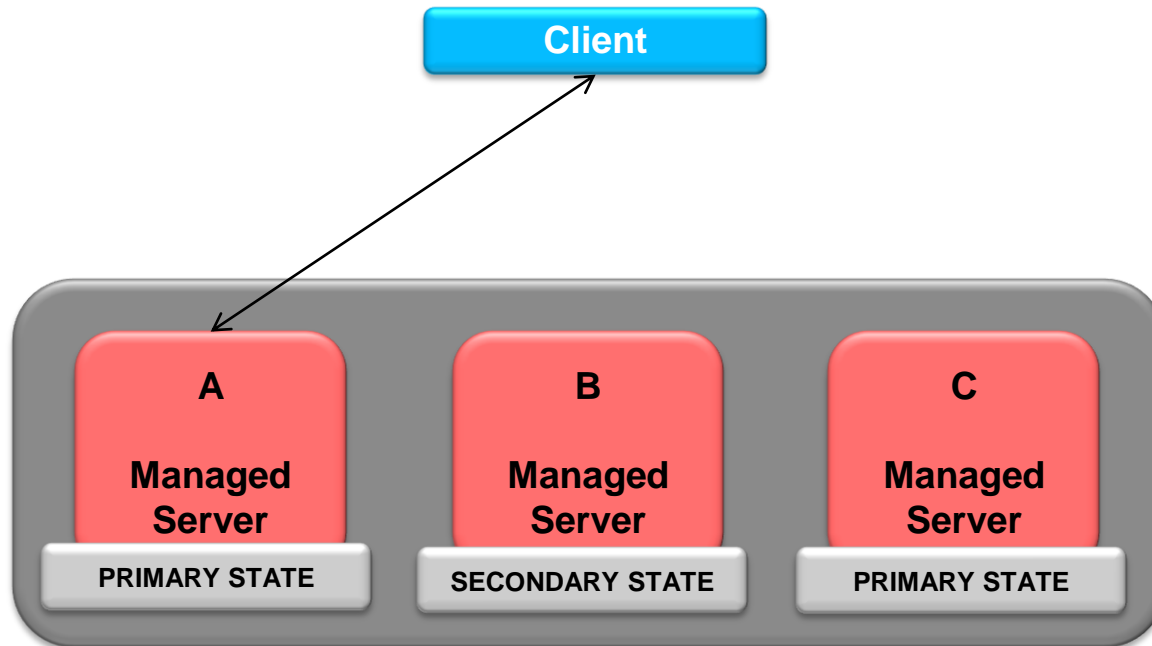 Client
A
Managed
Server
PRIMARY STATE
B
Managed
Server
SECONDARY STATE
C
Managed
Server
PRIMARY STATE